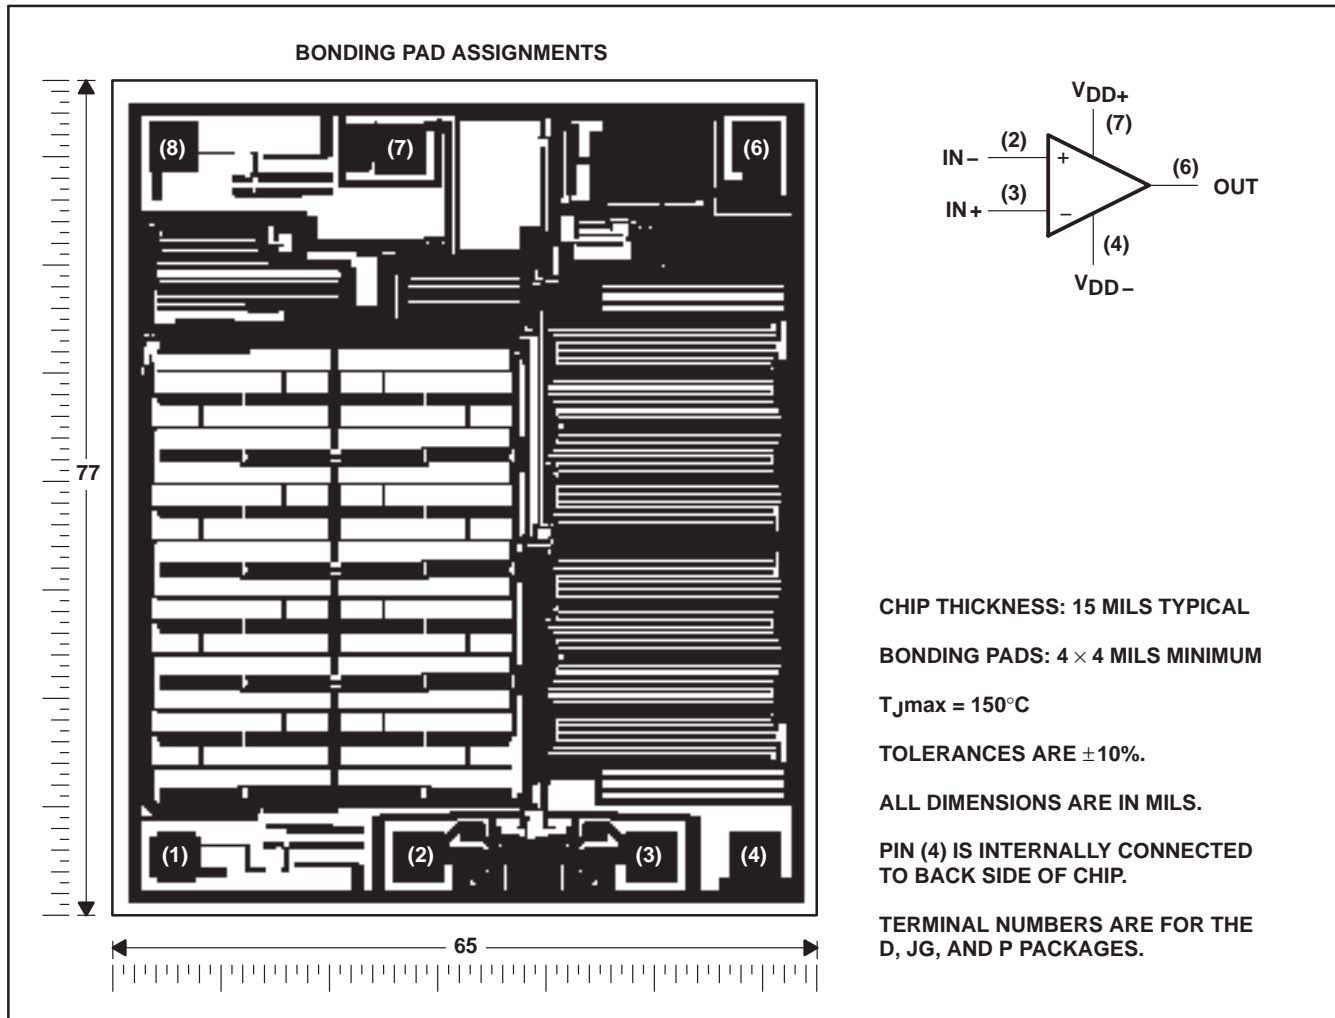 BONDING PAD ASSIGNMENTS
(8)
(7)
(6)
77
(1)
(2)
(3)
(4)
65
VDD+
(7)
IN−
(2)
+
(6)
OUT
IN+
(3)
−
(4)
VDD−
CHIP THICKNESS: 15 MILS TYPICAL
BONDING PADS: 4 × 4 MILS MINIMUM
TJmax = 150°C
TOLERANCES ARE ±10%.
ALL DIMENSIONS ARE IN MILS.
PIN (4) IS INTERNALLY CONNECTED
TO BACK SIDE OF CHIP.
TERMINAL NUMBERS ARE FOR THE
D, JG, AND P PACKAGES.